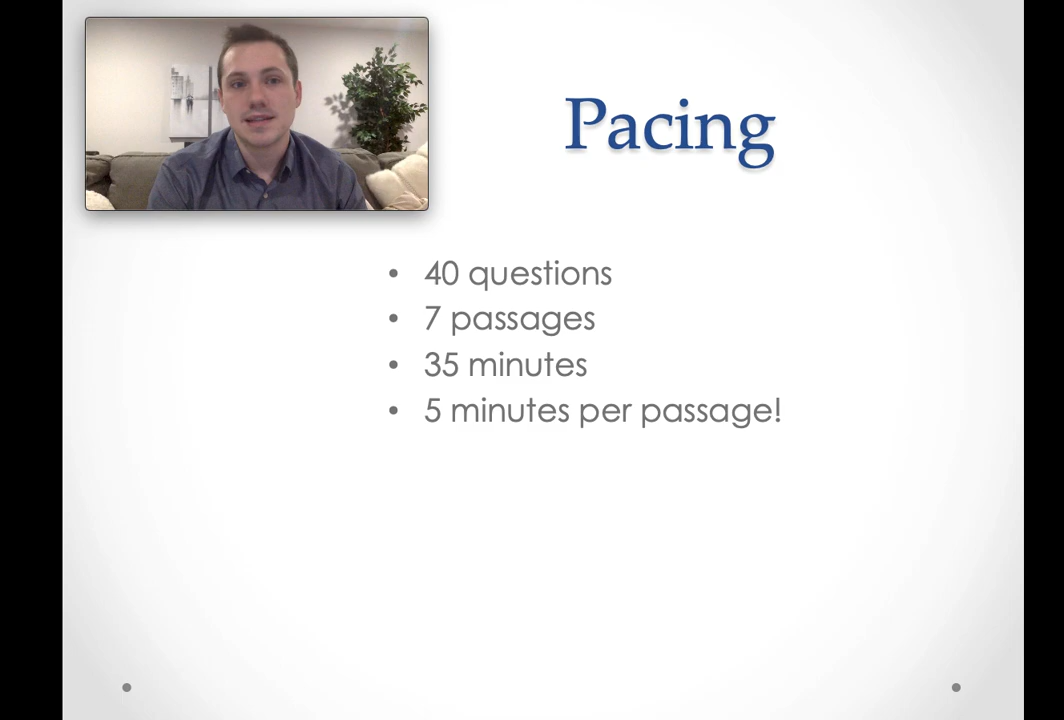 Pacing
• 40 questions
• 7 passages
• 35 minutes
• 5 minutes per passage!